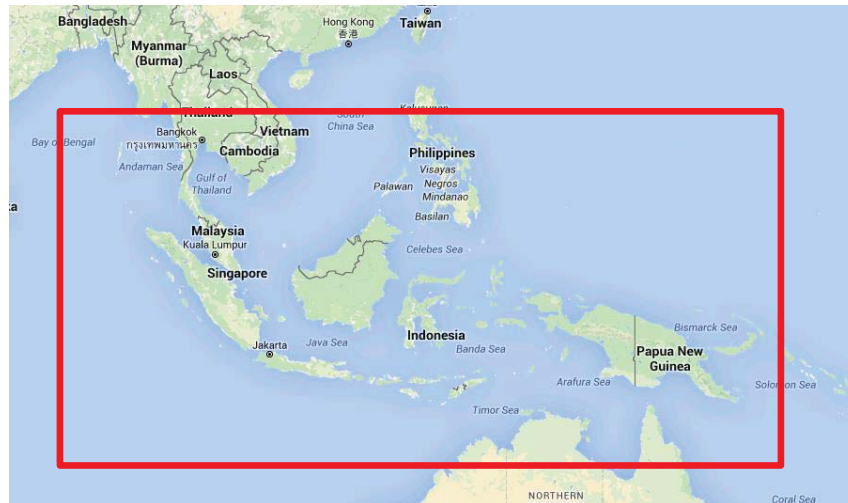 Bangladesh
Hong Kong
香港
Taiwan
Myanmar
(Burma)
Laos
Thailand
Kalusunan
South
China Sea
Bay of Bengal
Bangkok
กรุงเทพมหานคร
Vietnam
Cambodia
Philippines
Andaman Sea
Gulf of
Thailand
Visayas
Negros
Palawan
Mindanao
Basilan
ka
Malaysia
Kuala Lumpur
Singapore
Celebes Sea
Indonesia
Jakarta
Java Sea
Banda Sea
Bismarck Sea
Papua New
Guinea
Arafura Sea
Solomon Sea
Timor Sea
NORTHERN
Coral Sea